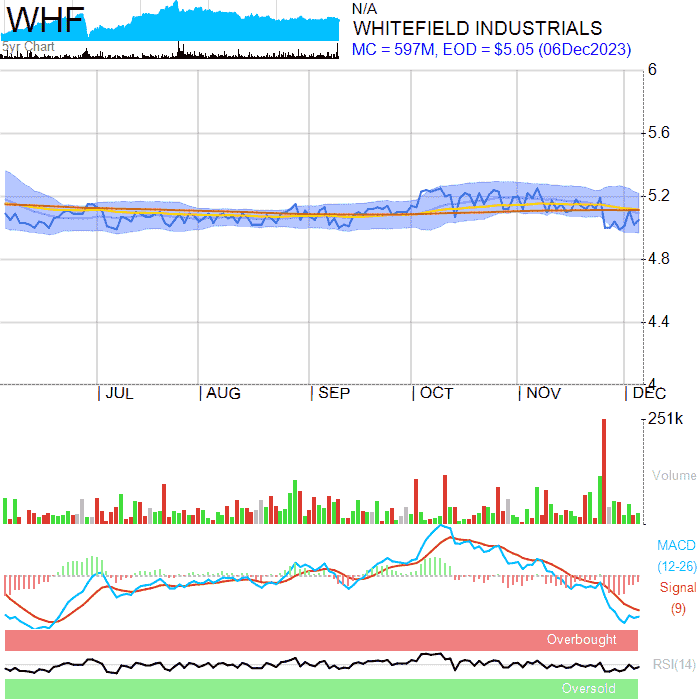 WHF
5yr Chart
N/A
WHITEFIELD INDUSTRIALS
MC = 597M, EOD = $5.05 (06Dec2023)
6
5.6
5.2
4.8
4.4
4
JUL AUG SEP OCT NOV DEC
251k
Volume
MACD
(12-26)
Signal
(9)
Overbought
RSI(14)
Oversold